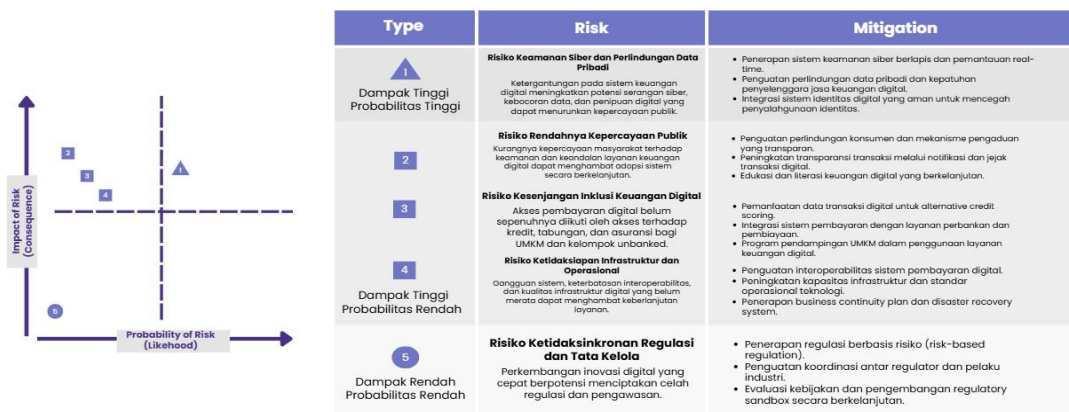 Impact of Risk
(Consequence)
2
3
4
1
5
Probability of Risk
(Likehood)
Type
Risk
Mitigation
1
Dampak Tinggi
Probabilitas Tinggi
Risiko Keamanan Siber dan Perlindungan Data
Pribadi
Ketergantungan pada sistem keuangan
digital meningkatkan potensi serangan siber,
kebocoran data, dan penipuan digital yang
dapat menurunkan kepercayaan publik.
• Penerapan sistem keamanan siber berlapis dan pemantauan real-
time.
• Penguatan perlindungan data pribadi dan kepatuhan
penyelenggara jasa keuangan digital.
• Integrasi sistem identitas digital yang aman untuk mencegah
penyalahgunaan identitas.
2
Risiko Rendahnya Kepercayaan Publik
Kurangnya kepercayaan masyarakat terhadap
keamanan dan keandalan layanan keuangan
digital dapat menghambat adopsi sistem
secara berkelanjutan.
• Penguatan perlindungan konsumen dan mekanisme pengaduan
yang transparan.
• Peningkatan transparansi transaksi melalui notifikasi dan jejak
transaksi digital.
• Edukasi dan literasi keuangan digital yang berkelanjutan.
3
Risiko Kesenjangan Inklusi Keuangan Digital
Akses pembayaran digital belum
sepenuhnya diikuti oleh akses terhadap
kredit, tabungan, dan asuransi bagi
UMKM dan kelompok unbanked.
• Pemanfaatan data transaksi digital untuk alternative credit
scoring.
• Integrasi sistem pembayaran dengan layanan perbankan dan
pembiayaan.
• Program pendampingan UMKM dalam penggunaan layanan
keuangan digital.
4
Dampak Tinggi
Probabilitas Rendah
Risiko Ketidaksiapan Infrastruktur dan
Operasional
Gangguan sistem, keterbatasan interoperabilitas,
dan kualitas infrastruktur digital yang belum
merata dapat menghambat keberlanjutan
layanan.
• Penguatan interoperabilitas sistem pembayaran digital.
• Peningkatan kapasitas infrastruktur dan standar
operasional teknologi.
• Penerapan business continuity plan dan disaster recovery
system.
5
Dampak Rendah
Probabilitas Rendah
Risiko Ketidaksinkronan Regulasi
dan Tata Kelola
Perkembangan inovasi digital yang
cepat berpotensi menciptakan celah
regulasi dan pengawasan.
• Penerapan regulasi berbasis risiko (risk-based
regulation).
• Penguatan koordinasi antar regulator dan pelaku
industri.
• Evaluasi kebijakan dan pengembangan regulatory
sandbox secara berkelanjutan.